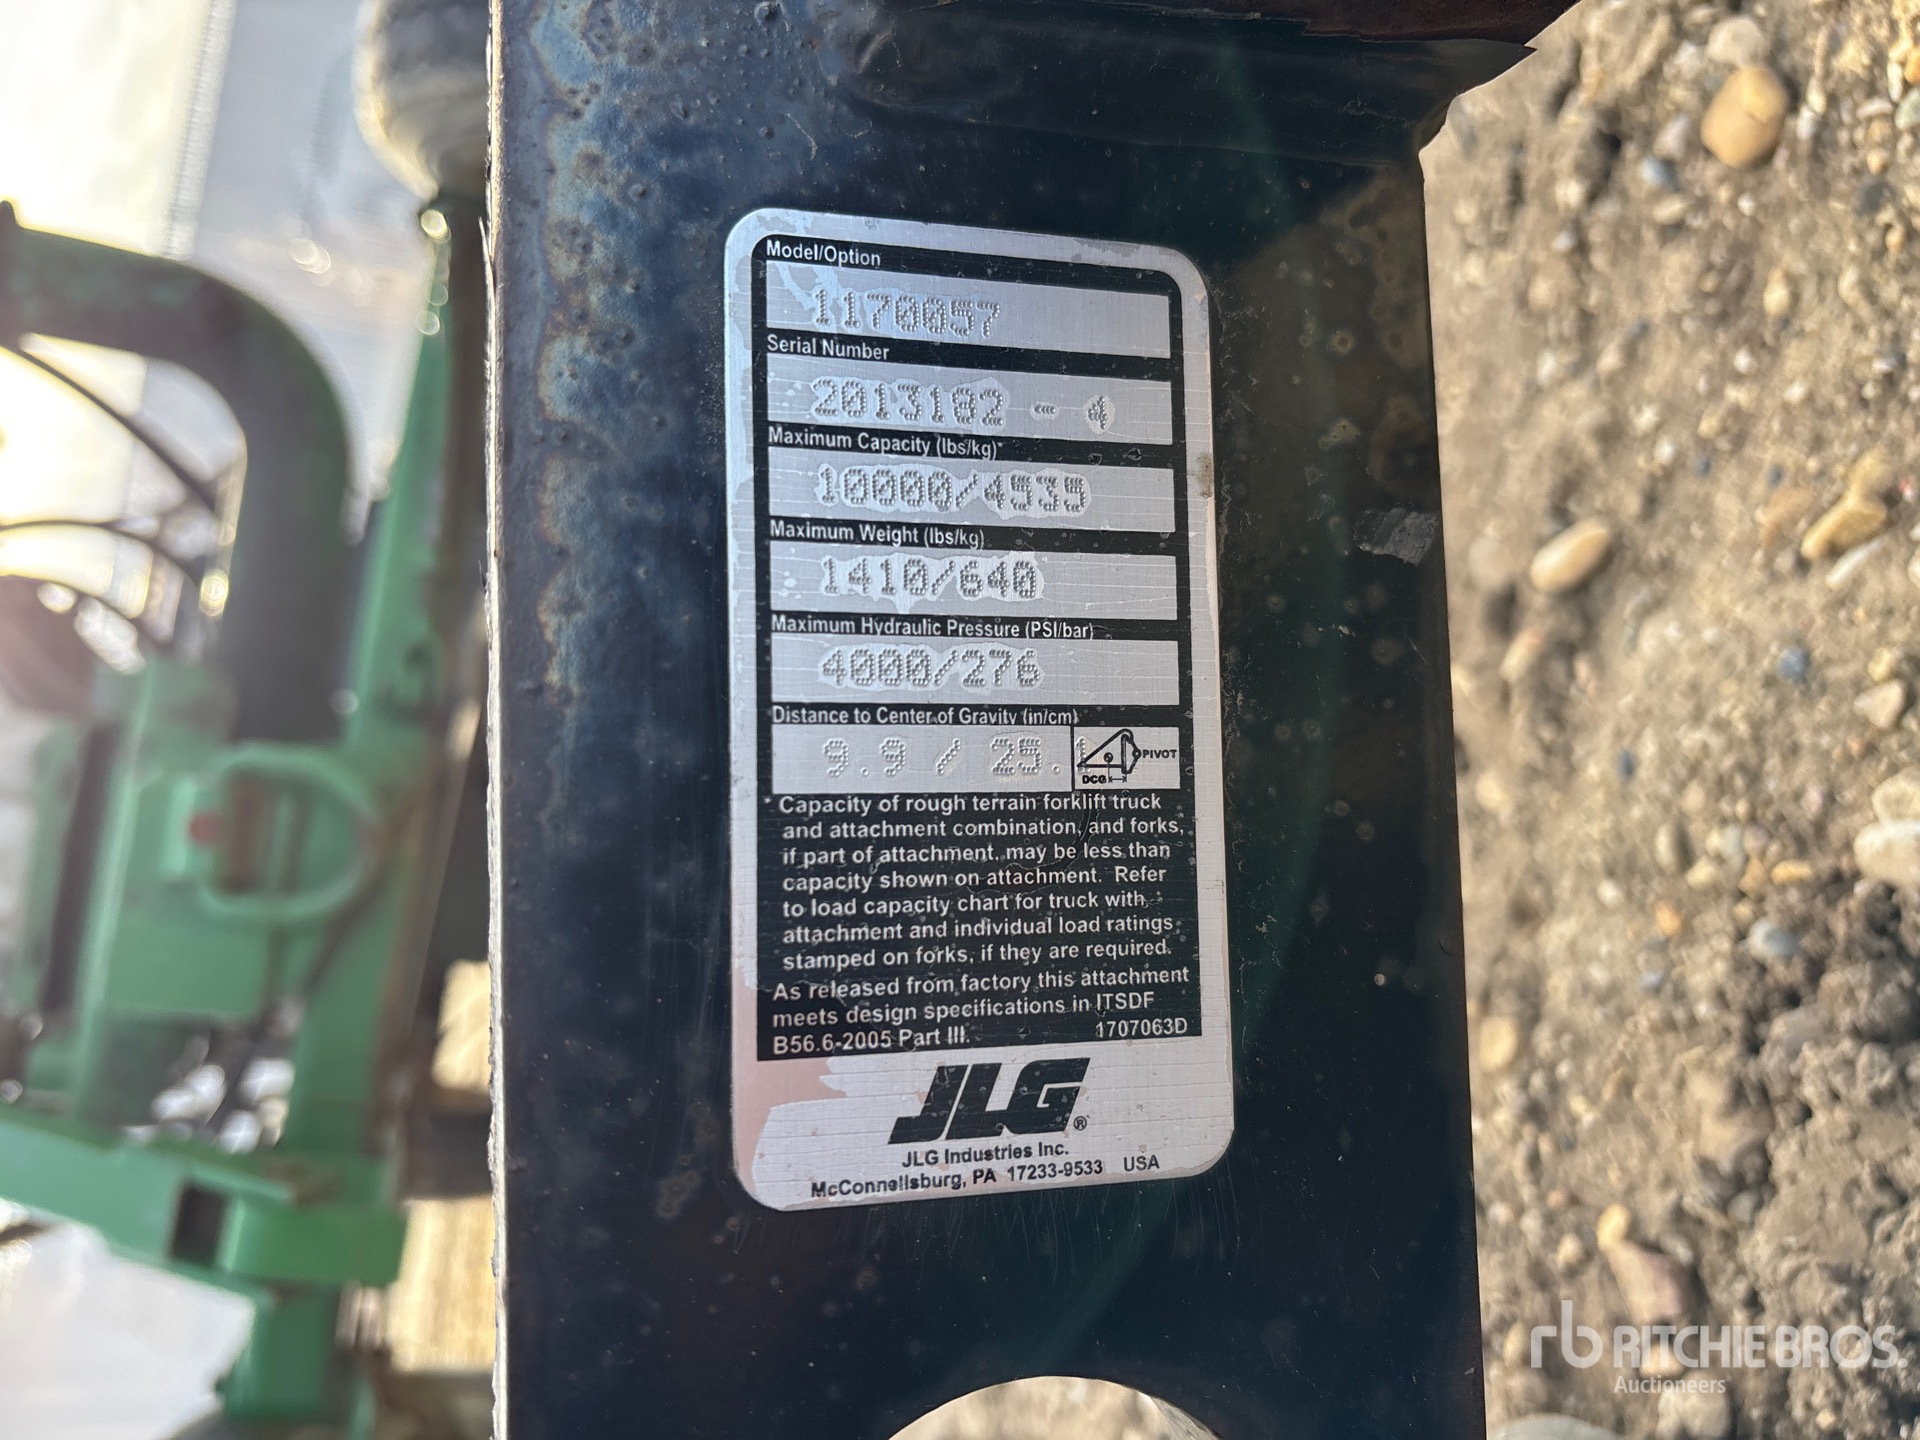 Model/Option
1170057
Serial Number
2013182 - 4
Maximum Capacity (lbs/kg)*
10000/4535
Maximum Weight (lbs/kg)
1410/640
Maximum Hydraulic Pressure (PSI/bar)
4000/276
Distance to Center of Gravity (in/cm)
9.9 / 25.1
PIVOT
DCG
* Capacity of rough terrain forklift truck
and attachment combination, and forks,
if part of attachment, may be less than
capacity shown on attachment. Refer
to load capacity chart for truck with
attachment and individual load ratings
stamped on forks, if they are required.
As released from factory this attachment
meets design specifications in ITSDF
B56.6-2005 Part III. 1707063D
JLG®
JLG Industries Inc.
McConnellsburg, PA 17233-9533 USA
rb RITCHIE BROS.
Auctioneers